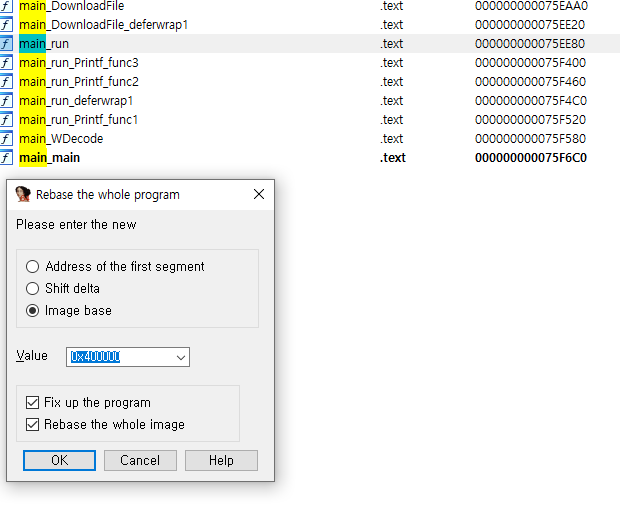 main_DownloadFile .text 000000000075EAA0
main_DownloadFile_deferwrap1 .text 000000000075EE20
main_run .text 000000000075EE80
main_run_Printf_func3 .text 000000000075F400
main_run_Printf_func2 .text 000000000075F460
main_run_deferwrap1 .text 000000000075F4C0
main_run_Printf_func1 .text 000000000075F520
main_WDecode .text 000000000075F580
main_main .text 000000000075F6C0
Rebase the whole program
Please enter the new
Address of the first segment
Shift delta
Image base
Value 0x400000
Fix up the program
Rebase the whole image
OK Cancel Help